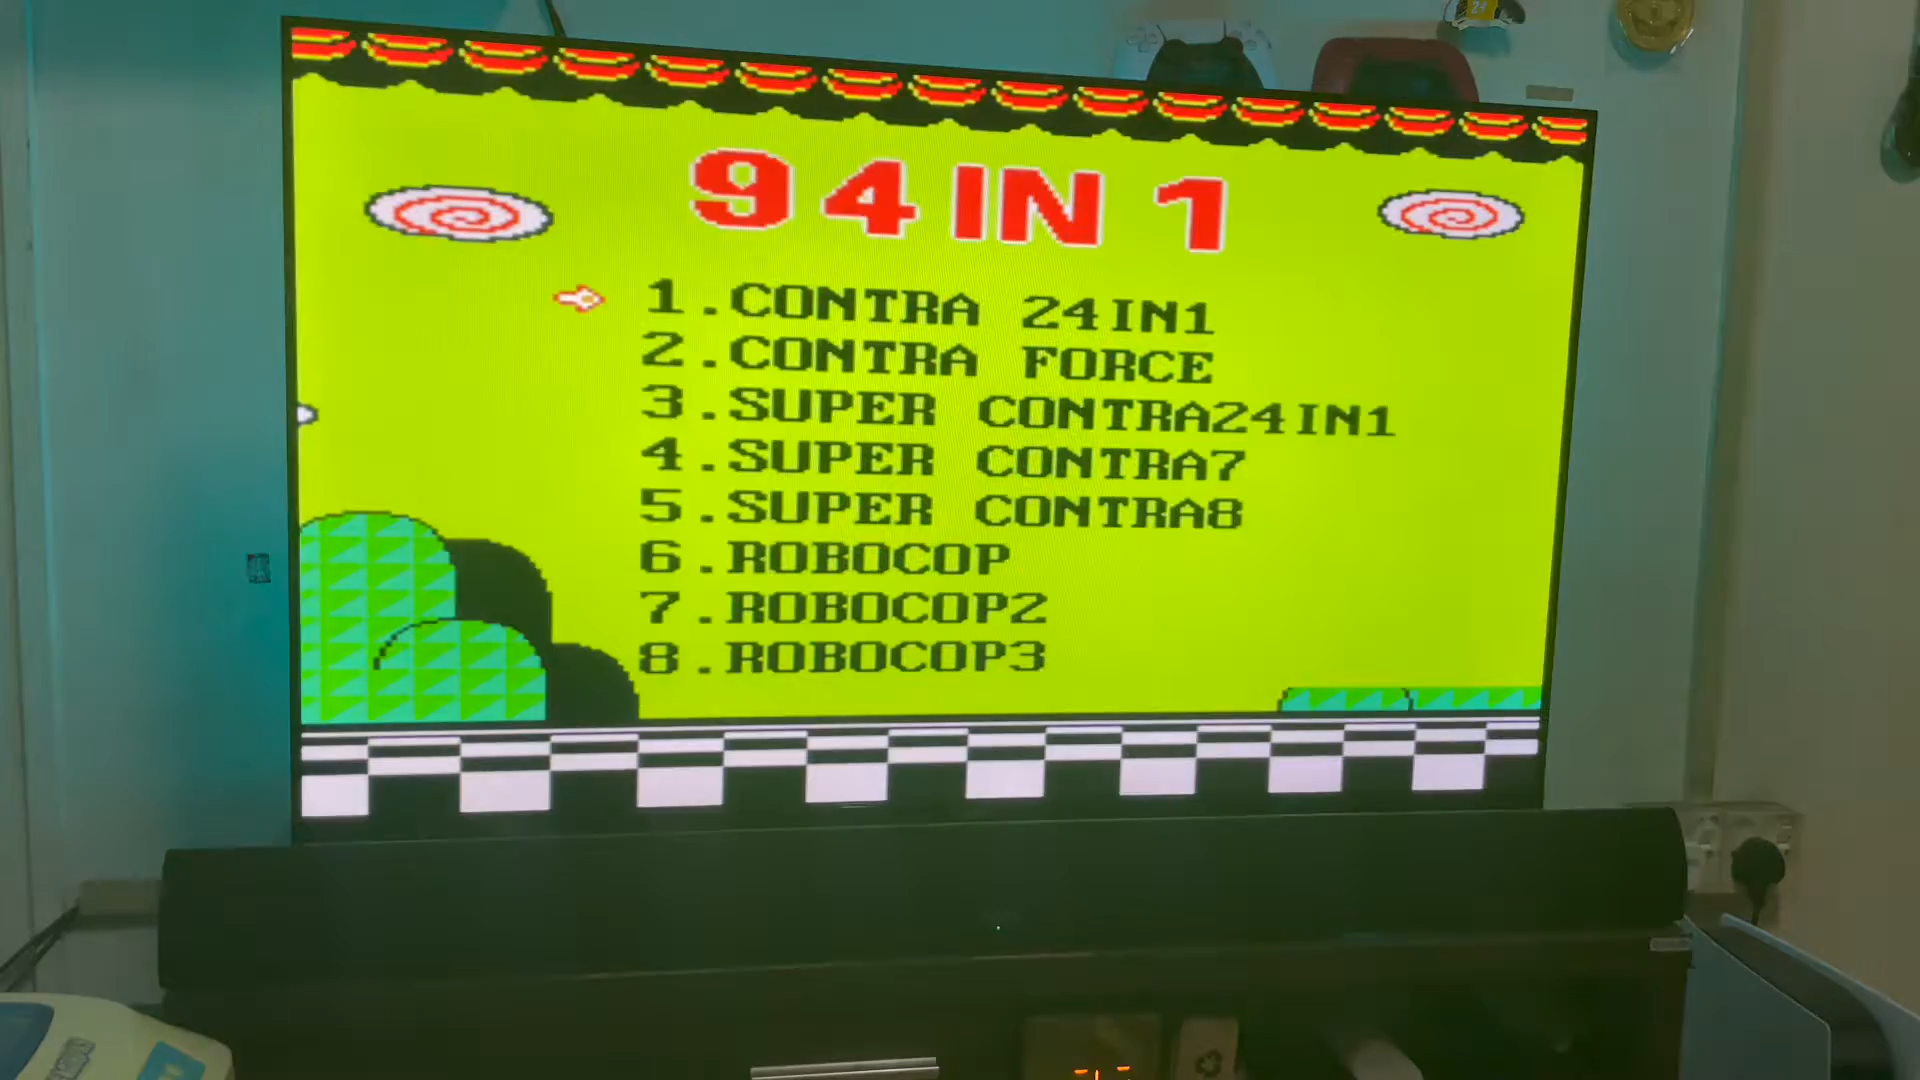 94 IN 1
1.CONTRA 24IN1
2.CONTRA FORCE
3.SUPER CONTRA24IN1
4.SUPER CONTRA7
5.SUPER CONTRA8
6.ROBOCOP
7.ROBOCOP2
8.ROBOCOP3
24